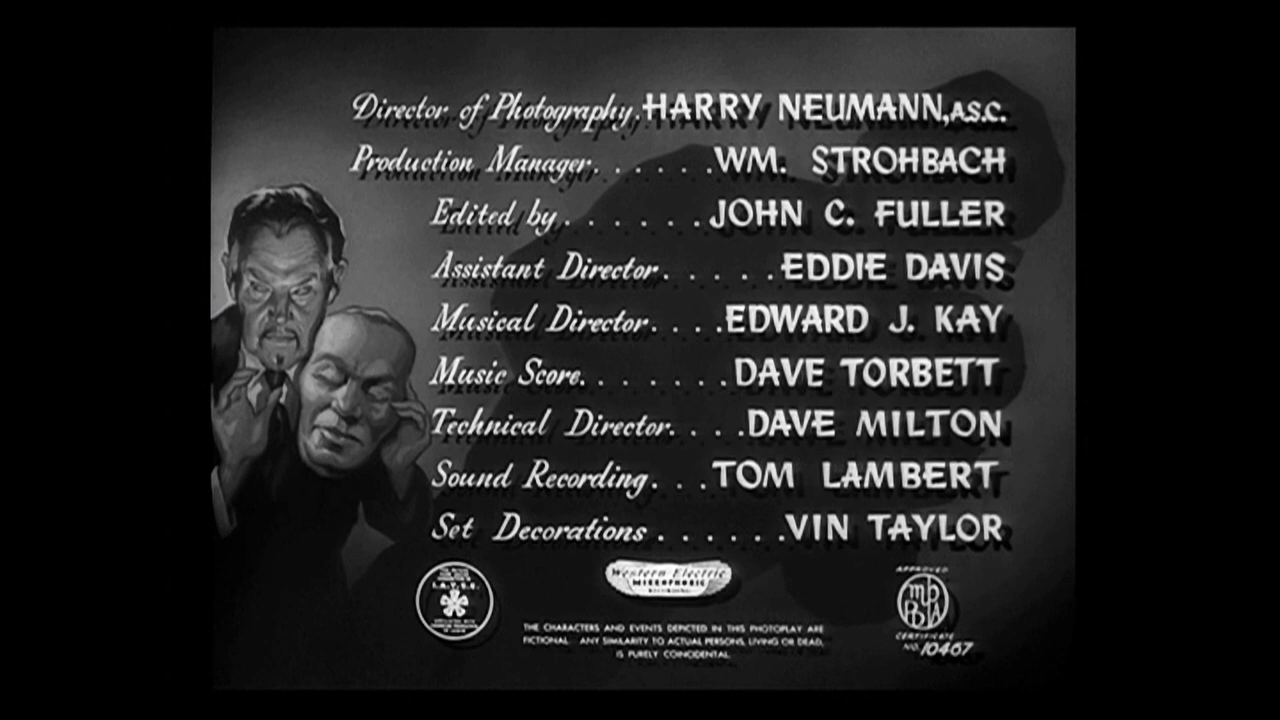 Director of Photography. HARRY NEUMANN, A.S.C.
Production Manager. . . . . . . WM. STROHBACH
Edited by . . . . . . . JOHN C. FULLER
Assistant Director. . . . . . EDDIE DAVIS
Musical Director. . . . . EDWARD J. KAY
Music Score. . . . . . . . DAVE TORBETT
Technical Director. . . . . DAVE MILTON
Sound Recording. . . . TOM LAMBERT
Set Decorations . . . . . . . VIN TAYLOR
I.A.T.S.E.
Western Electric
MICROPHONIC
RECORDING
APPROVED
MPPDA
CERTIFICATE
NO. 10467
THE CHARACTERS AND EVENTS DEPICTED IN THIS PHOTOPLAY ARE
FICTIONAL. ANY SIMILARITY TO ACTUAL PERSONS, LIVING OR DEAD,
IS PURELY COINCIDENTAL.